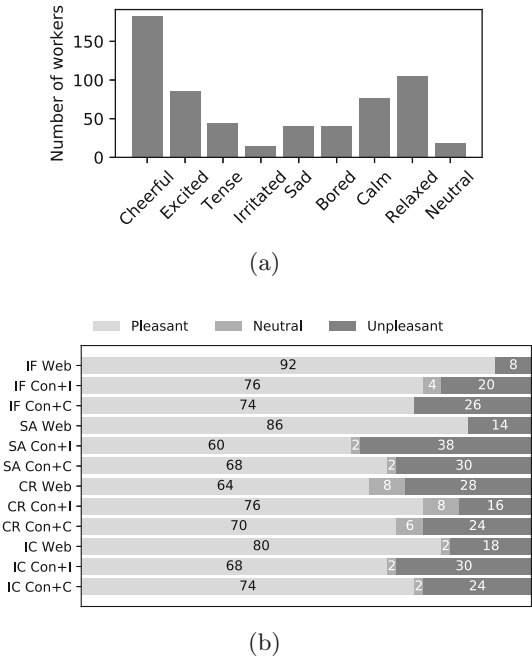 Number of workers
150
100
50
0
Cheerful
Excited
Tense
Irritated
Sad
Bored
Calm
Relaxed
Neutral
(a)
Pleasant Neutral Unpleasant
IF Web 92 8
IF Con+I 76 4 20
IF Con+C 74 26
SA Web 86 14
SA Con+I 60 2 38
SA Con+C 68 2 30
CR Web 64 8 28
CR Con+I 76 8 16
CR Con+C 70 6 24
IC Web 80 2 18
IC Con+I 68 2 30
IC Con+C 74 2 24
(b)